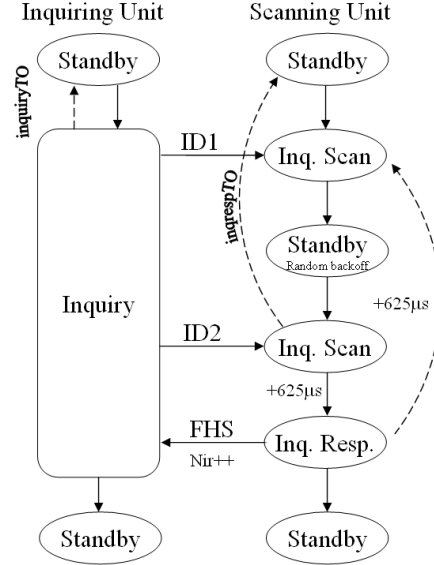 Inquiring Unit
Scanning Unit
Standby
Standby
inquiryTO
ID1
Inq. Scan
inqrespTO
Standby
Random backoff
Inquiry
+625μs
ID2
Inq. Scan
+625μs
FHS
Inq. Resp.
Nir++
Standby
Standby